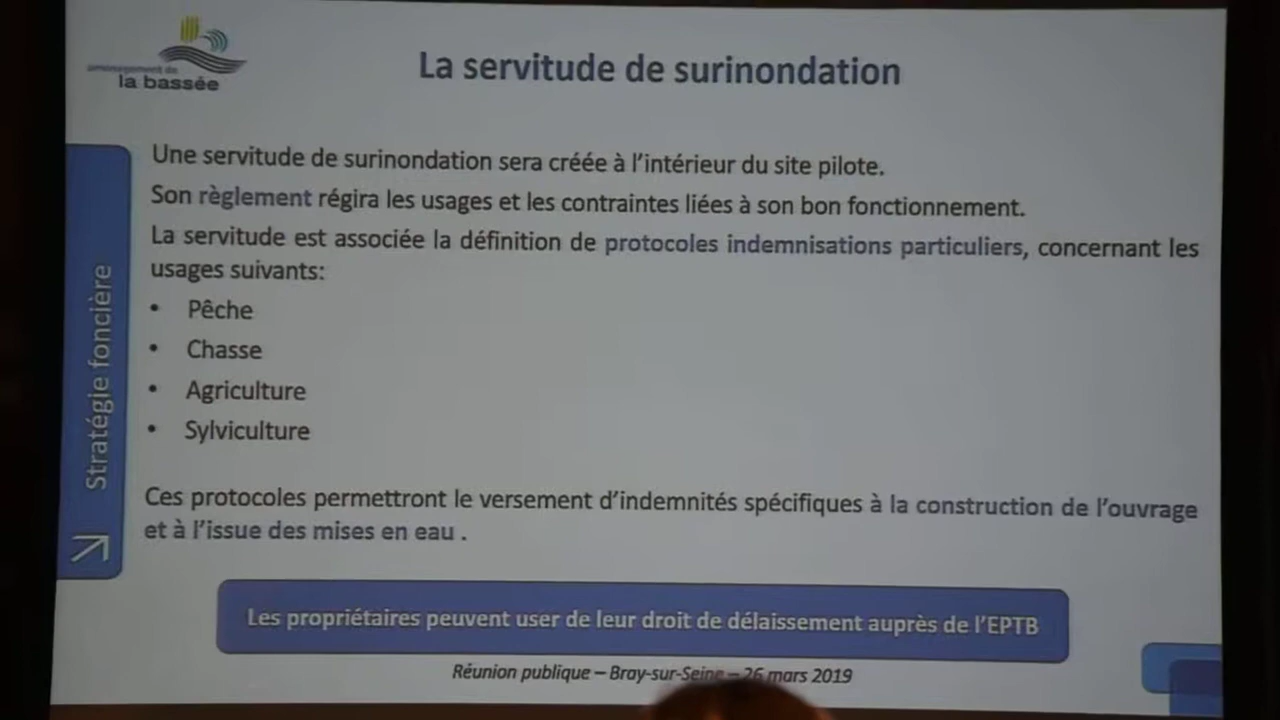 aménagement de
la bassée
La servitude de surinondation
Une servitude de surinondation sera créée à l'intérieur du site pilote.
Son règlement régira les usages et les contraintes liées à son bon fonctionnement.
La servitude est associée la définition de protocoles indemnisations particuliers, concernant les
usages suivants:
• Pêche
• Chasse
• Agriculture
• Sylviculture
Ces protocoles permettront le versement d'indemnités spécifiques à la construction de l'ouvrage
et à l'issue des mises en eau .
Stratégie foncière
Les propriétaires peuvent user de leur droit de délaissement auprès de l'EPTB
Réunion publique – Bray-sur-Seine – 26 mars 2019